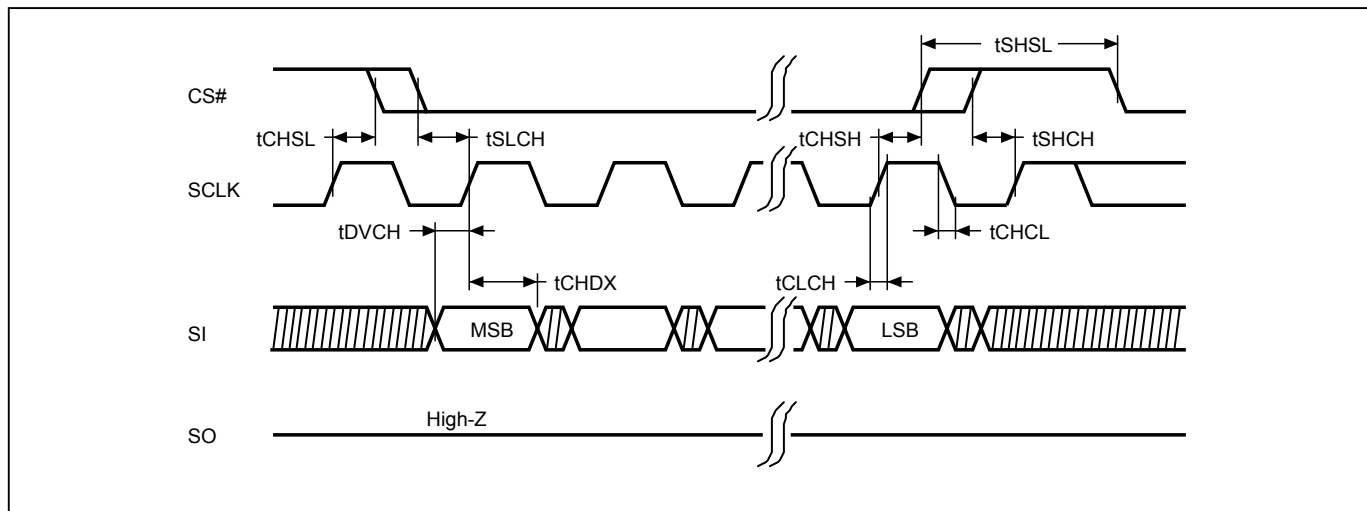 tSHSL
CS#
tCHSL tSLCH tCHSH tSHCH
SCLK
tDVCH tCHCL
tCHDX tCLCH
SI MSB LSB
High-Z
SO